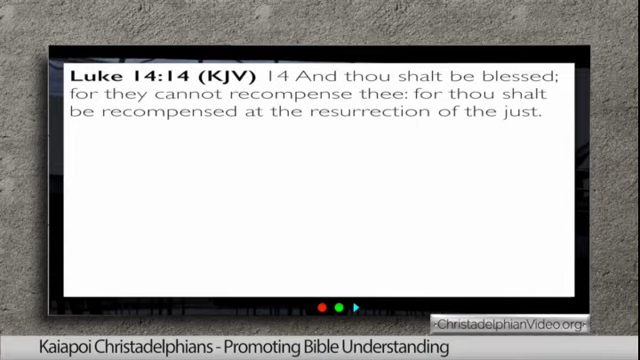 Luke 14:14 (KJV) 14 And thou shalt be blessed;
for they cannot recompense thee: for thou shalt
be recompensed at the resurrection of the just.
ChristadelphianVideo.org
Kaiapoi Christadelphians - Promoting Bible Understanding